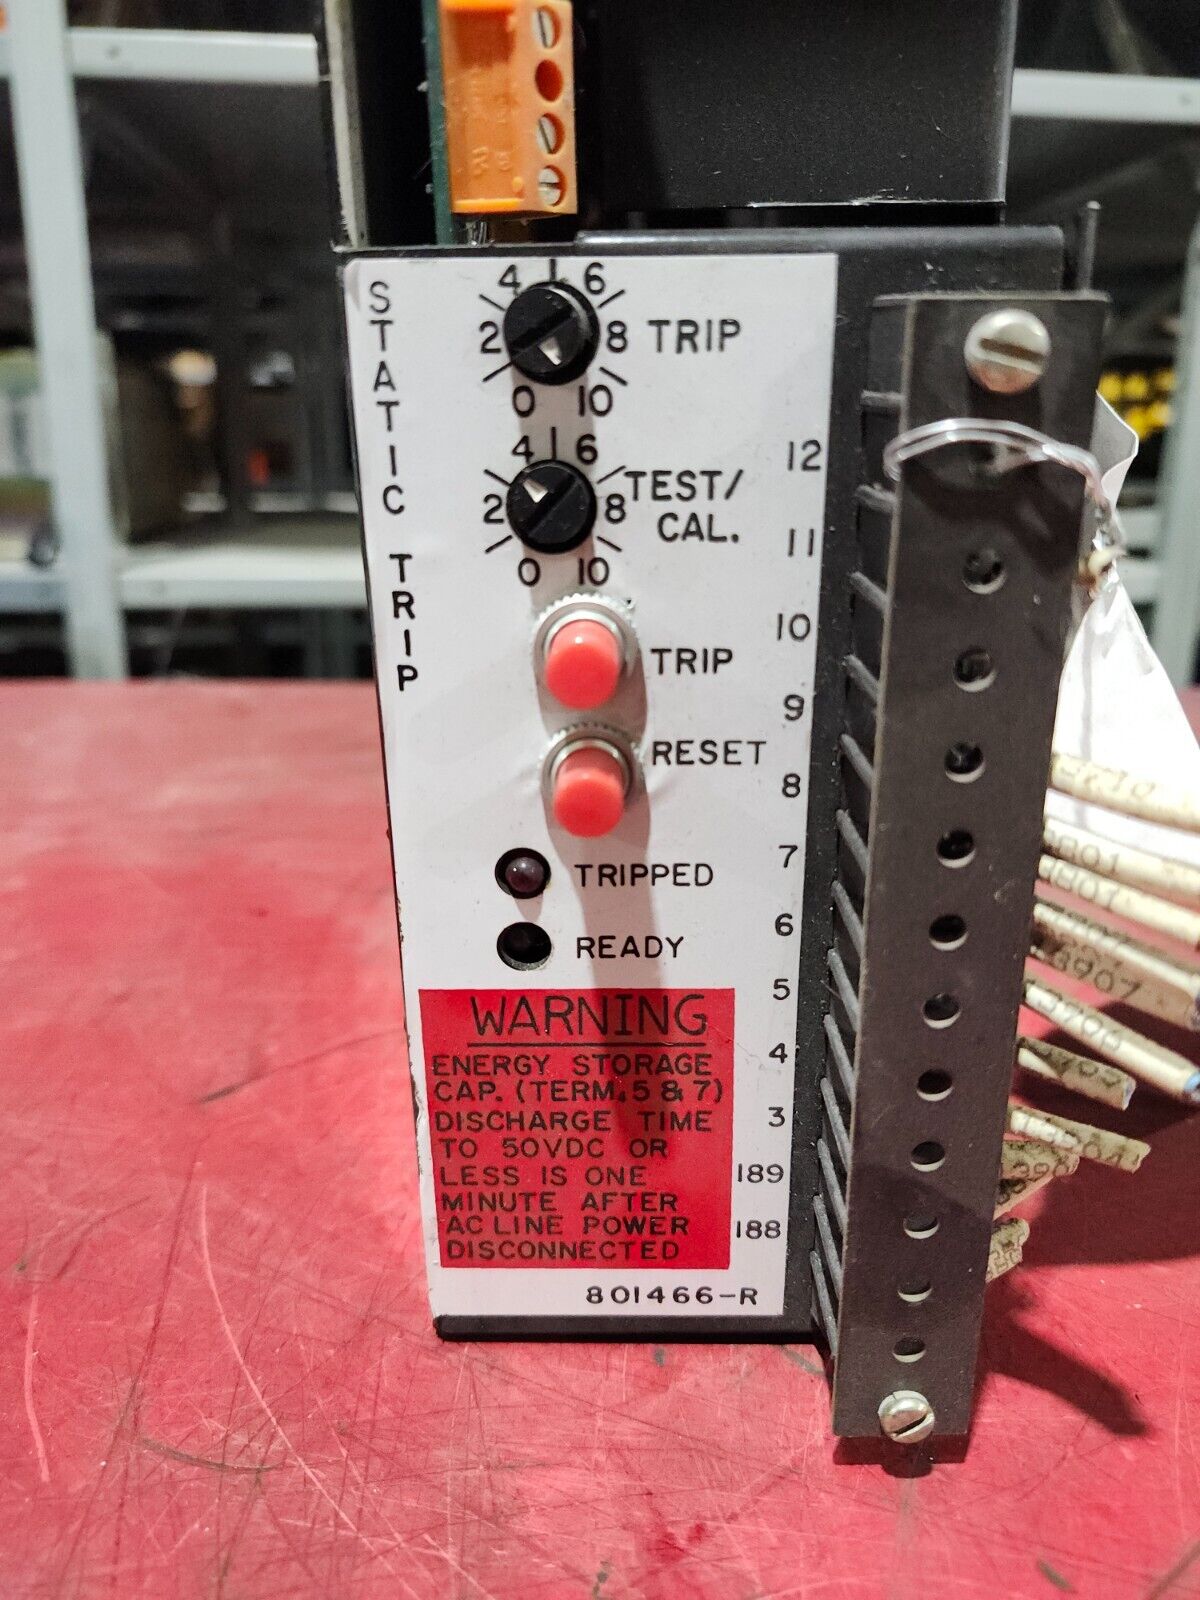 STATIC TRIP
4 6
2 8 TRIP
0 10
4 6
2 8 TEST/
CAL.
0 10
TRIP
RESET
TRIPPED
READY
12
11
10
9
8
7
6
5
4
3
189
188
WARNING
ENERGY STORAGE
CAP. (TERM. 5 & 7)
DISCHARGE TIME
TO 50VDC OR
LESS IS ONE
MINUTE AFTER
AC LINE POWER
DISCONNECTED
801466-R